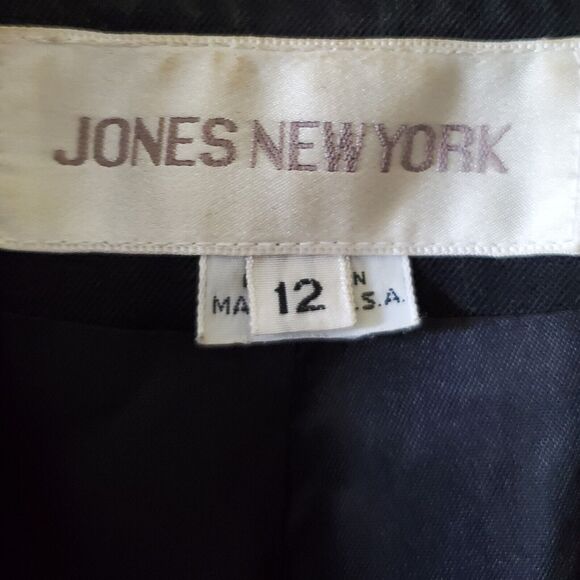 JONES NEW YORK
12
N
MA .S.A.